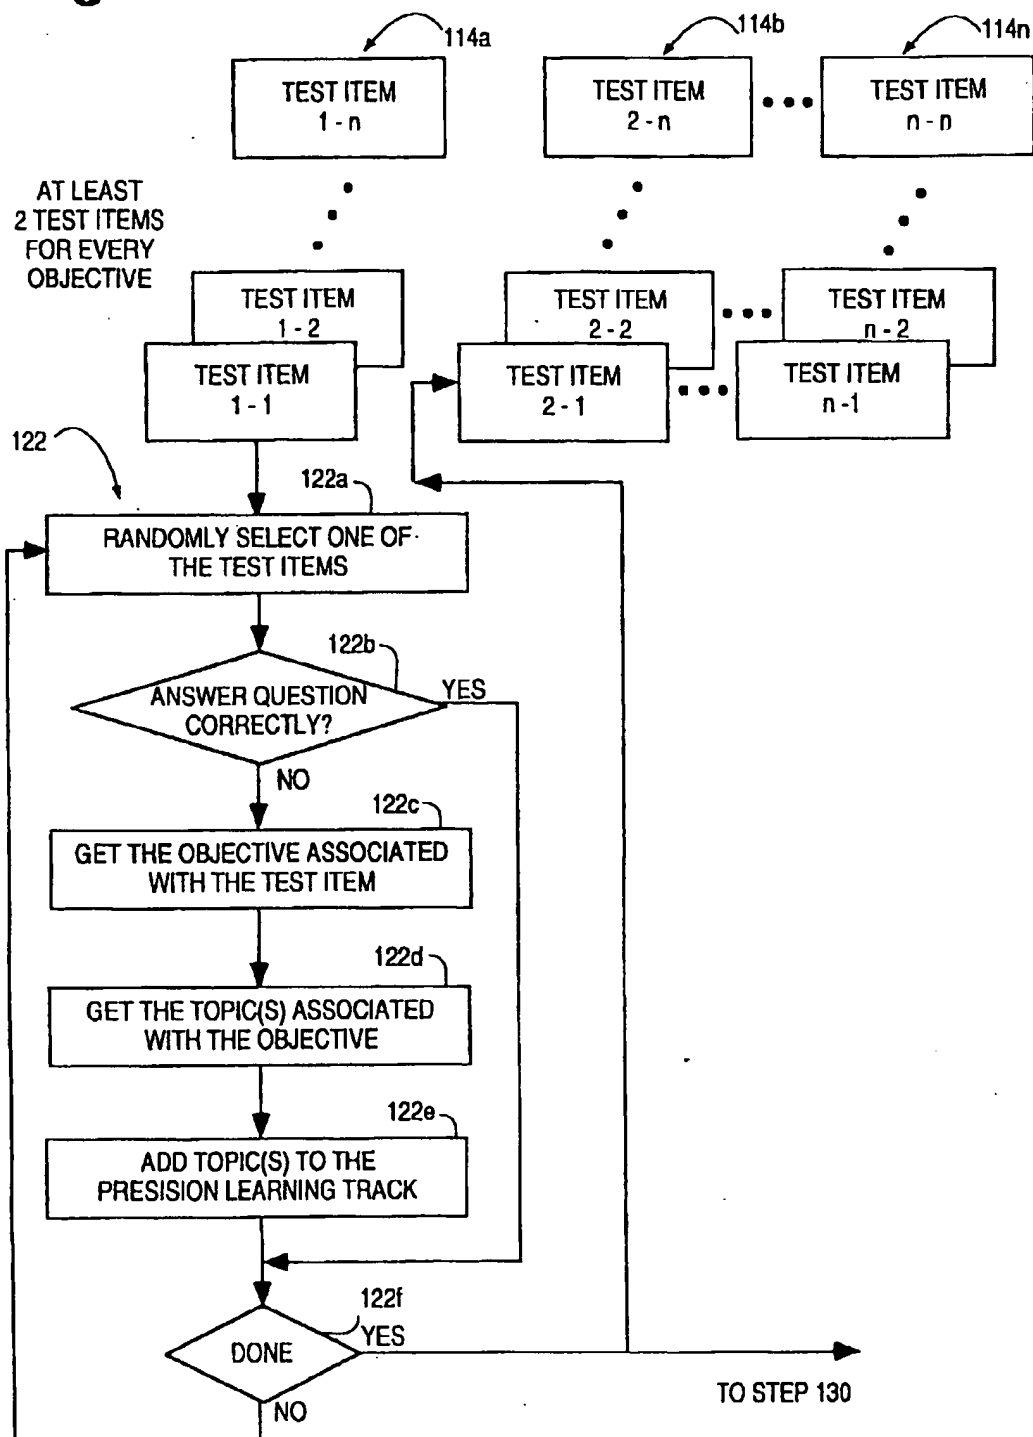 114a
114b
114n
TEST ITEM
1 - n
TEST ITEM
2 - n
TEST ITEM
n - n
AT LEAST
2 TEST ITEMS
FOR EVERY
OBJECTIVE
TEST ITEM
1 - 2
TEST ITEM
2 - 2
TEST ITEM
n - 2
TEST ITEM
1 - 1
TEST ITEM
2 - 1
TEST ITEM
n - 1
122
122a
RANDOMLY SELECT ONE OF
THE TEST ITEMS
122b
YES
ANSWER QUESTION
CORRECTLY?
NO
122c
GET THE OBJECTIVE ASSOCIATED
WITH THE TEST ITEM
122d
GET THE TOPIC(S) ASSOCIATED
WITH THE OBJECTIVE
122e
ADD TOPIC(S) TO THE
PRESISION LEARNING TRACK
122f
YES
DONE
TO STEP 130
NO